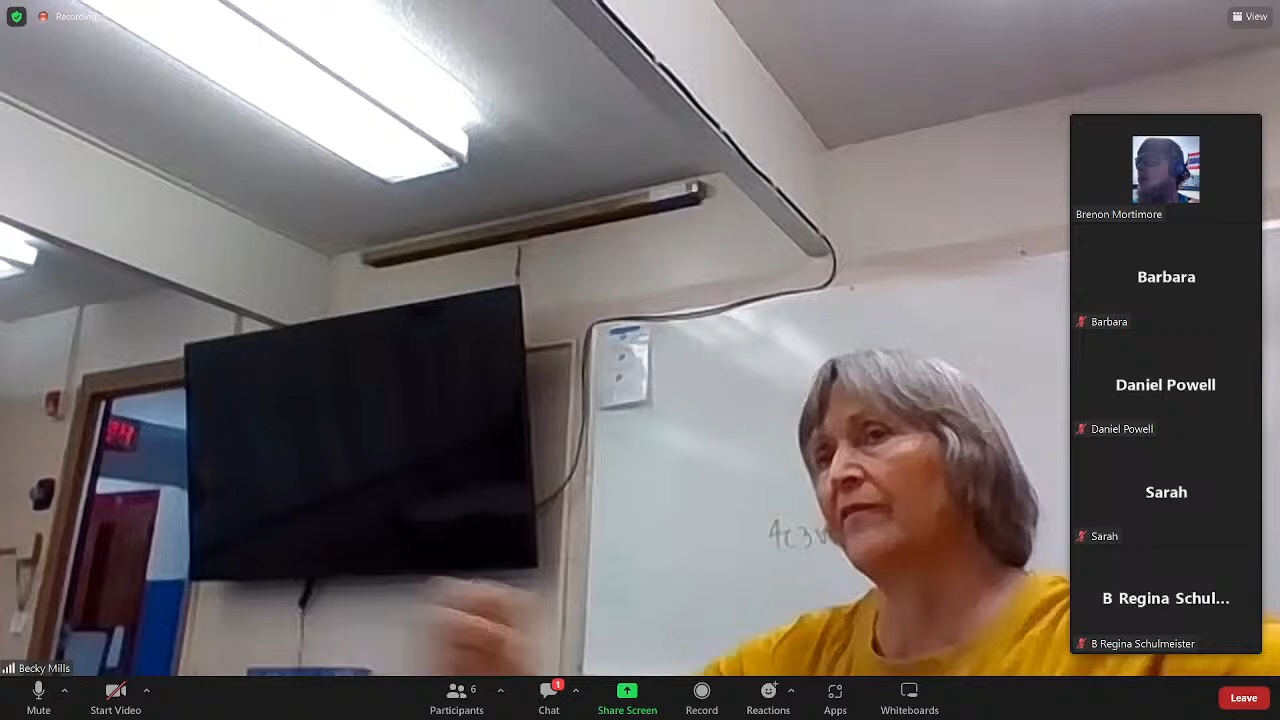 Recording
View
Brenon Mortimore
Barbara
Barbara
Daniel Powell
Daniel Powell
Sarah
Sarah
B Regina Schul...
B Regina Schulmeister
Becky Mills
Mute
Start Video
6
Participants
1
Chat
Share Screen
Record
Reactions
Apps
Whiteboards
Leave